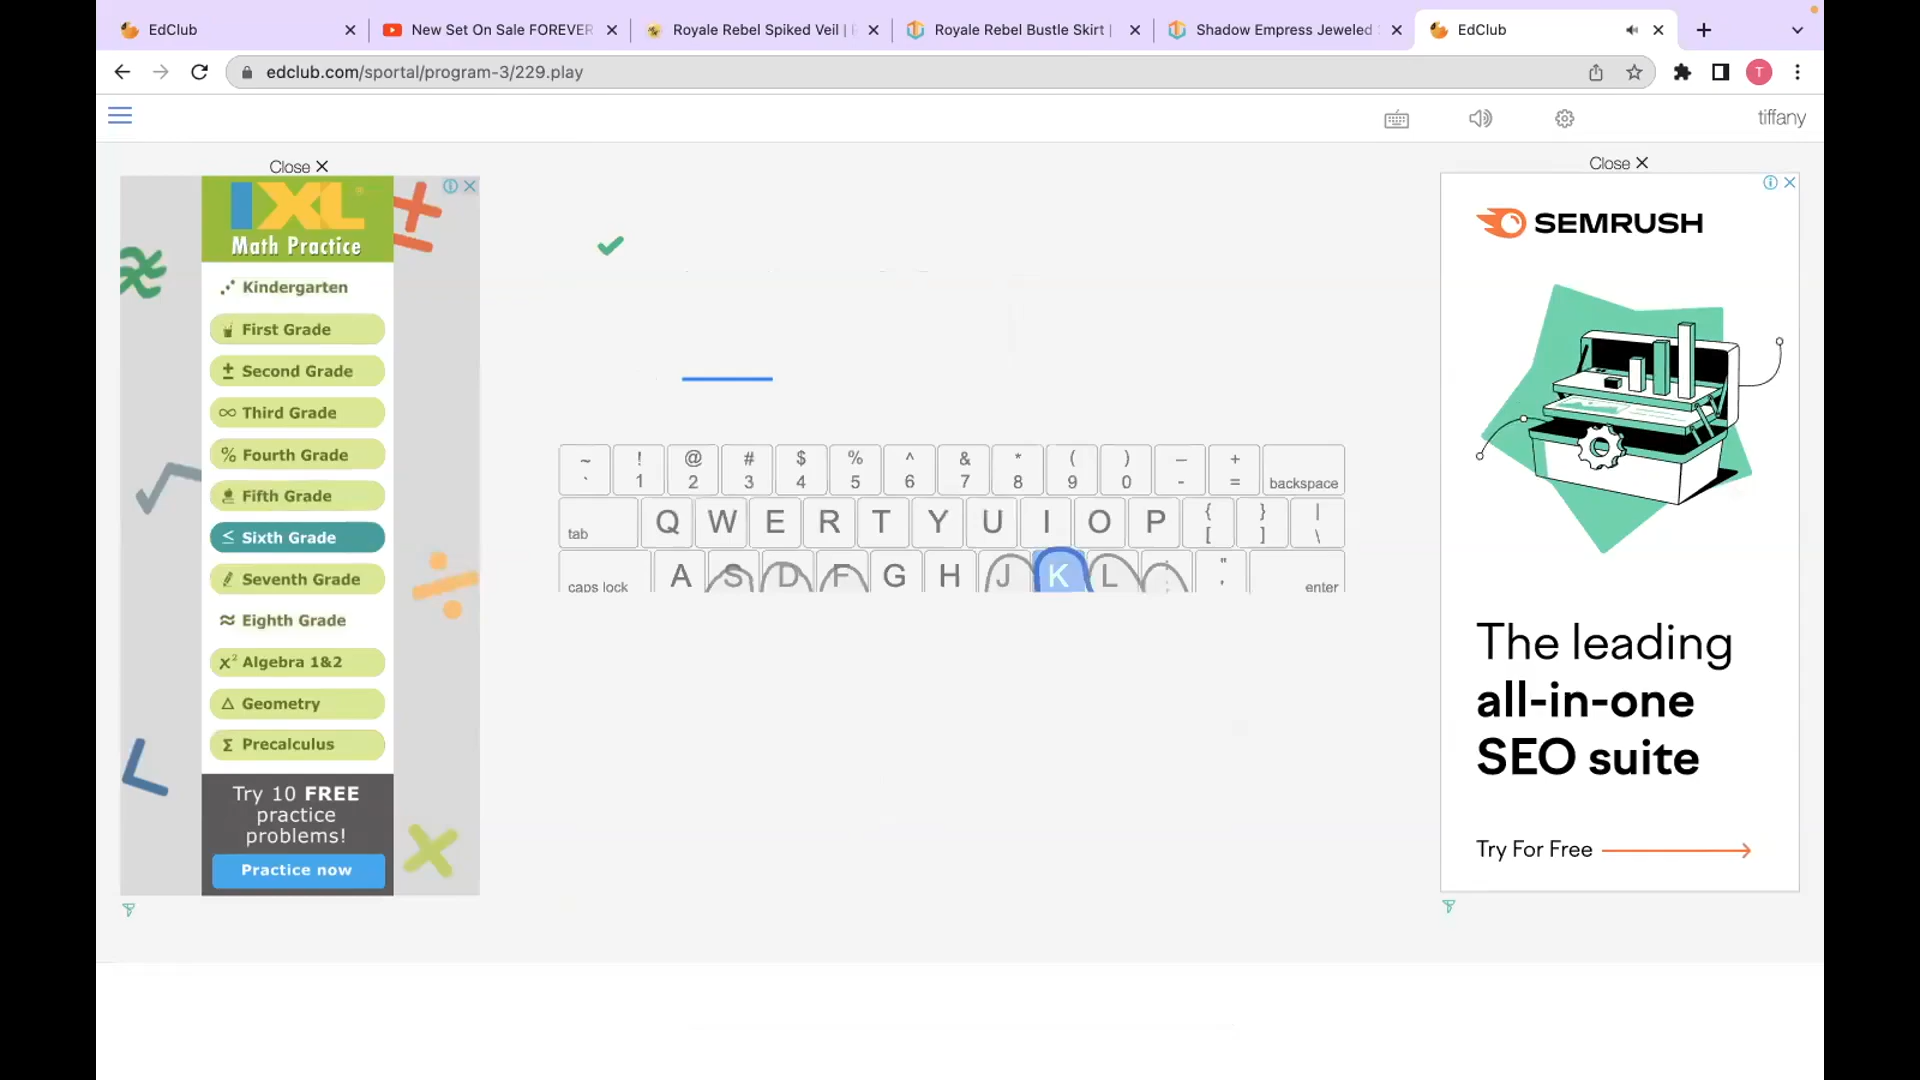 EdClub
New Set On Sale FOREVER
Royale Rebel Spiked Veil |
Royale Rebel Bustle Skirt |
Shadow Empress Jeweled
EdClub
edclub.com/sportal/program-3/229.play
T
tiffany
Close
IXL
Math Practice
Kindergarten
First Grade
± Second Grade
∞ Third Grade
% Fourth Grade
Fifth Grade
≤ Sixth Grade
Seventh Grade
≈ Eighth Grade
x² Algebra 1&2
△ Geometry
Σ Precalculus
Try 10 FREE
practice
problems!
Practice now
~ ! @ # $ % ^ & * ( ) _ +
` 1 2 3 4 5 6 7 8 9 0 - = backspace
tab Q W E R T Y U I O P { [ } ] | \
caps lock A S D F G H J K L : ; " ' enter
Close
SEMRUSH
The leading
all-in-one
SEO suite
Try For Free